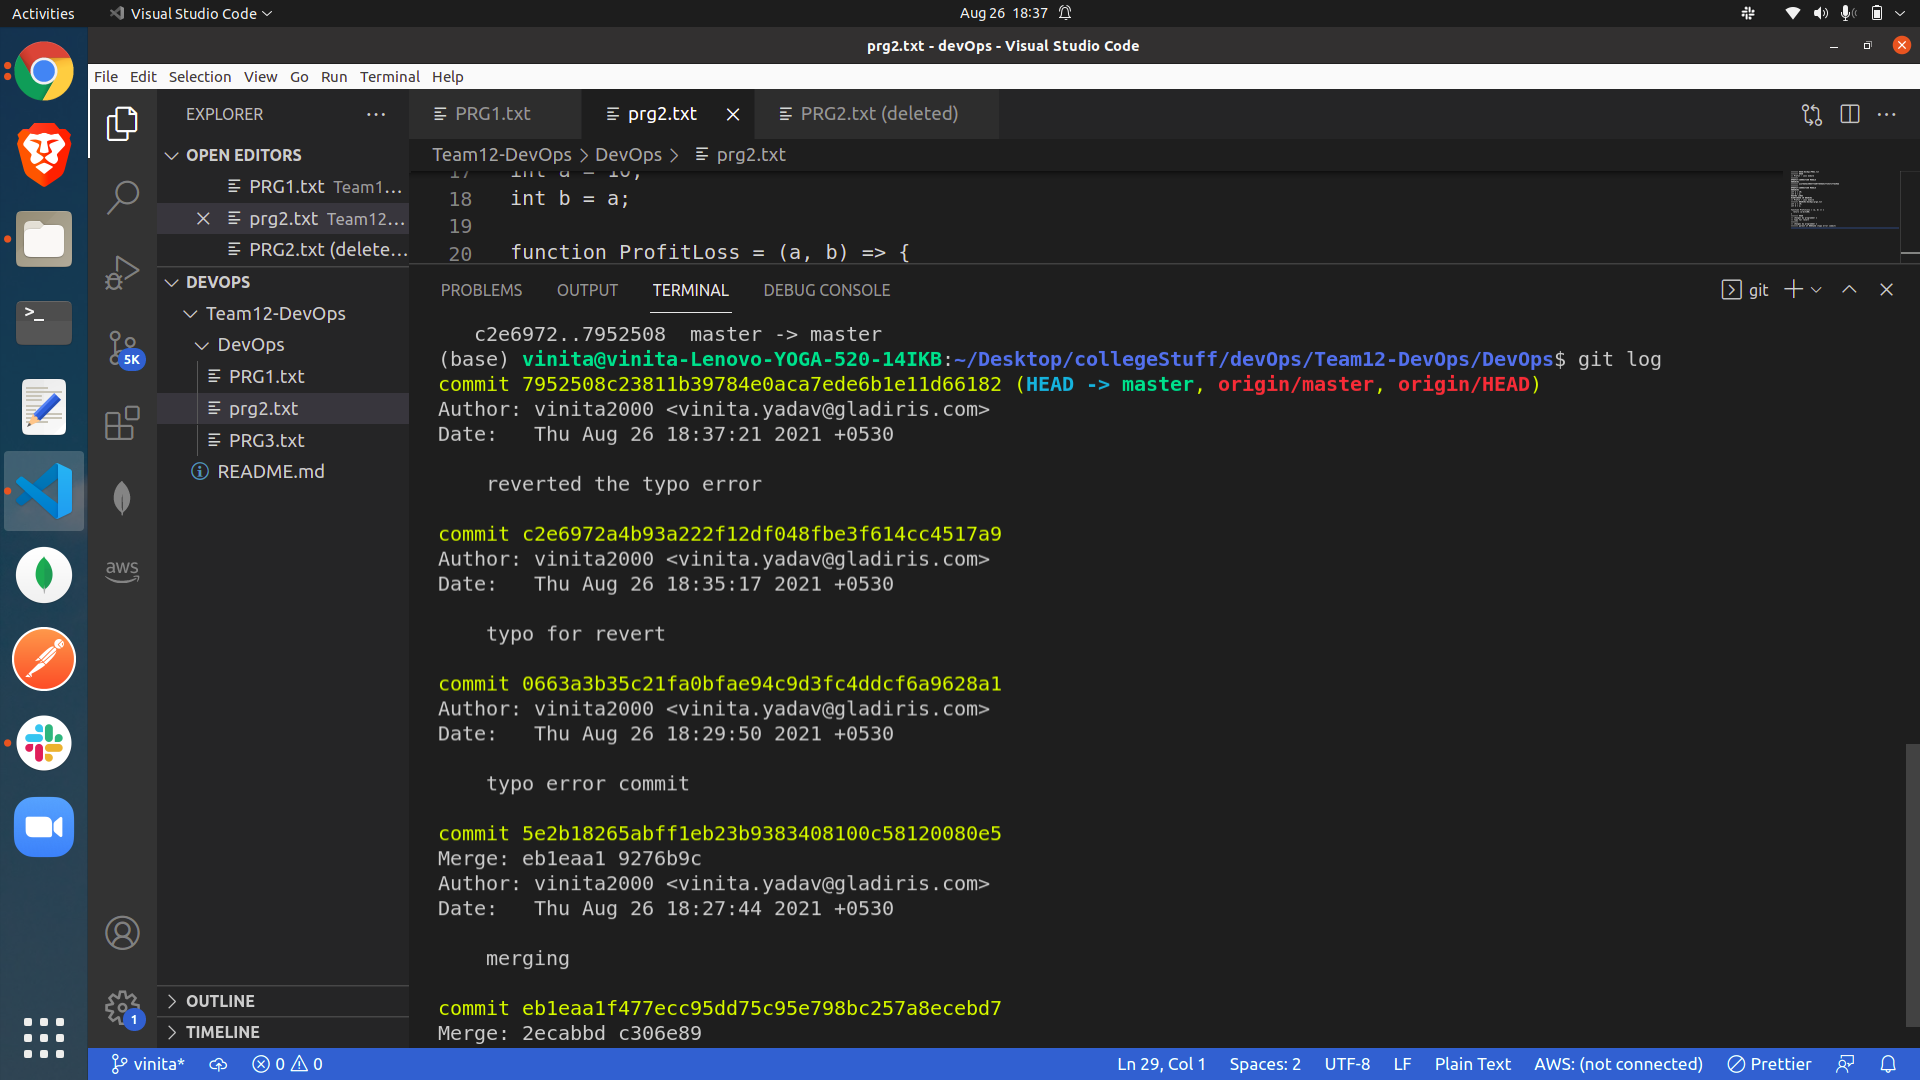 Activities
Visual Studio Code
Aug 26 18:37
prg2.txt - devOps - Visual Studio Code
File Edit Selection View Go Run Terminal Help
EXPLORER
OPEN EDITORS
PRG1.txt Team1...
prg2.txt Team12...
PRG2.txt (delete...
DEVOPS
Team12-DevOps
DevOps
PRG1.txt
prg2.txt
PRG3.txt
README.md
OUTLINE
TIMELINE
5K
aws
1
PRG1.txt
prg2.txt
PRG2.txt (deleted)
Team12-DevOps > DevOps > prg2.txt
17 int a = 10;
18 int b = a;
19
20 function ProfitLoss = (a, b) => {
PROBLEMS OUTPUT TERMINAL DEBUG CONSOLE
git
c2e6972..7952508 master -> master
(base) vinita@vinita-Lenovo-YOGA-520-14IKB:~/Desktop/collegeStuff/devOps/Team12-DevOps/DevOps$ git log
commit 7952508c23811b39784e0aca7ede6b1e11d66182 (HEAD -> master, origin/master, origin/HEAD)
Author: vinita2000 <vinita.yadav@gladiris.com>
Date: Thu Aug 26 18:37:21 2021 +0530
reverted the typo error
commit c2e6972a4b93a222f12df048fbe3f614cc4517a9
Author: vinita2000 <vinita.yadav@gladiris.com>
Date: Thu Aug 26 18:35:17 2021 +0530
typo for revert
commit 0663a3b35c21fa0bfae94c9d3fc4ddcf6a9628a1
Author: vinita2000 <vinita.yadav@gladiris.com>
Date: Thu Aug 26 18:29:50 2021 +0530
typo error commit
commit 5e2b18265abff1eb23b9383408100c58120080e5
Merge: eb1eaa1 9276b9c
Author: vinita2000 <vinita.yadav@gladiris.com>
Date: Thu Aug 26 18:27:44 2021 +0530
merging
commit eb1eaa1f477ecc95dd75c95e798bc257a8ecebd7
Merge: 2ecabbd c306e89
vinita* 0 0
Ln 29, Col 1 Spaces: 2 UTF-8 LF Plain Text AWS: (not connected) Prettier